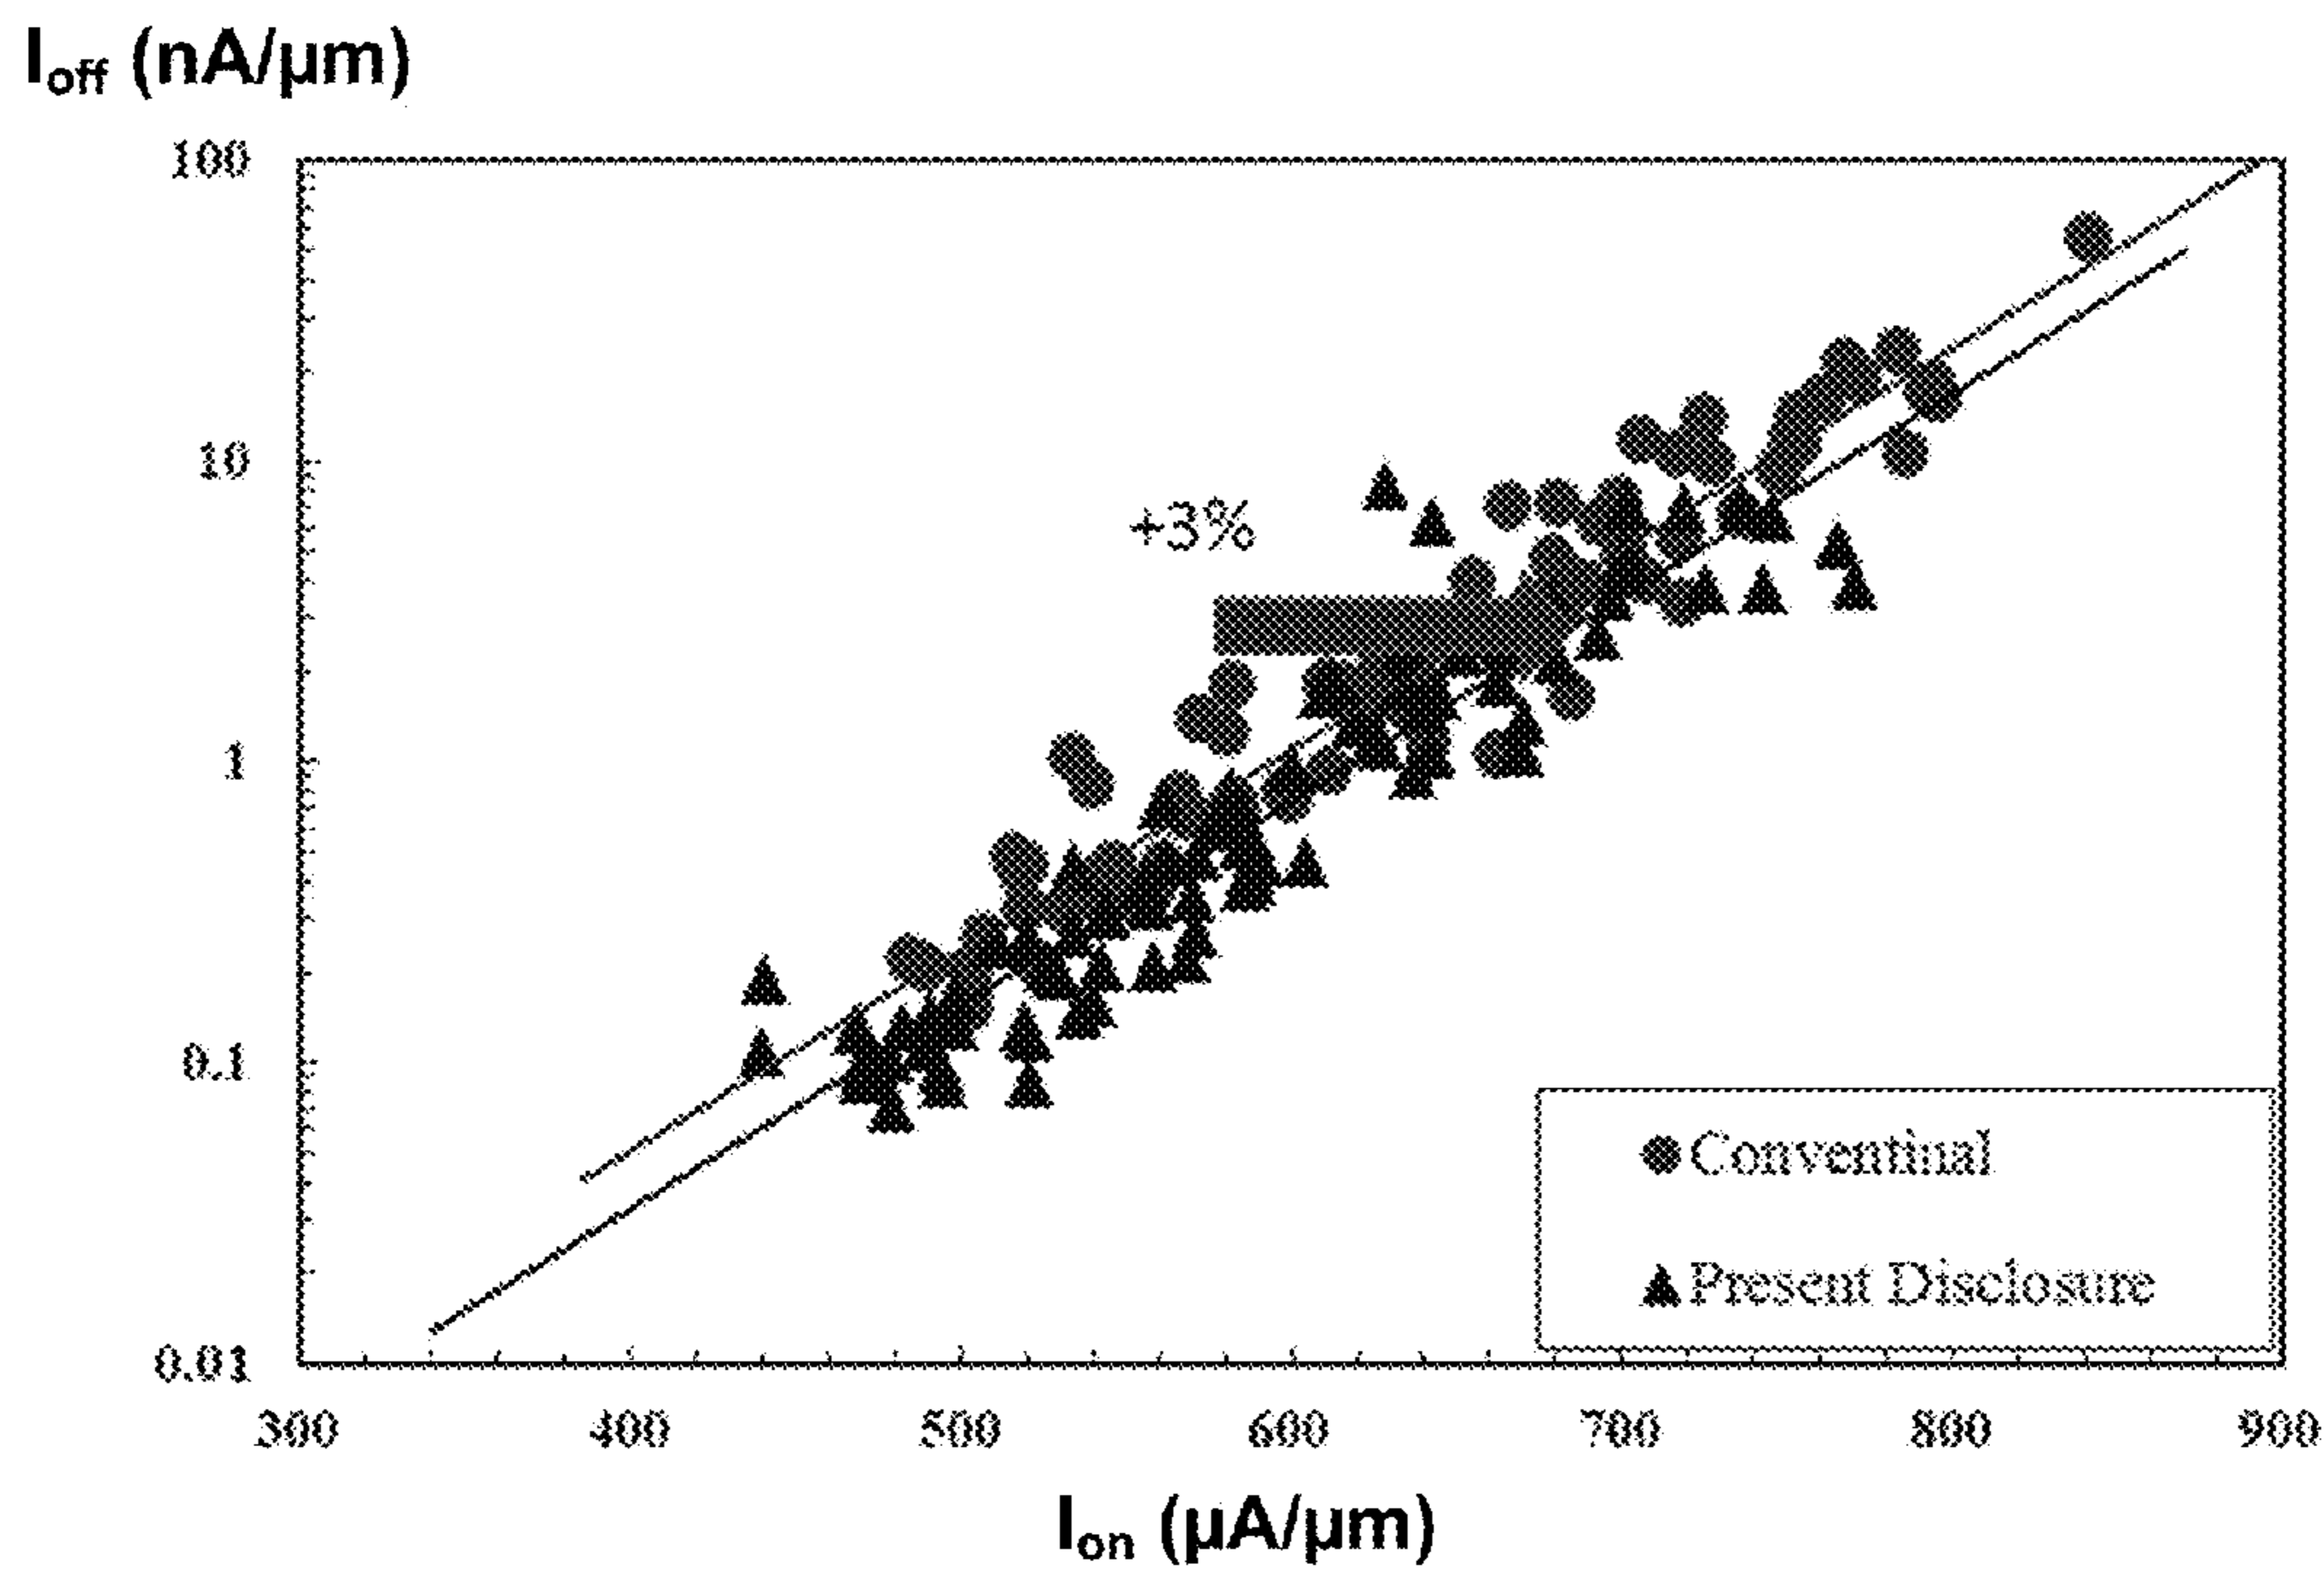 I_off (nA/μm)
100
10
+3%
1
0.1
Conventinal
Present Disclosure
0.01
300 400 500 600 700 800 900
I_on (μA/μm)